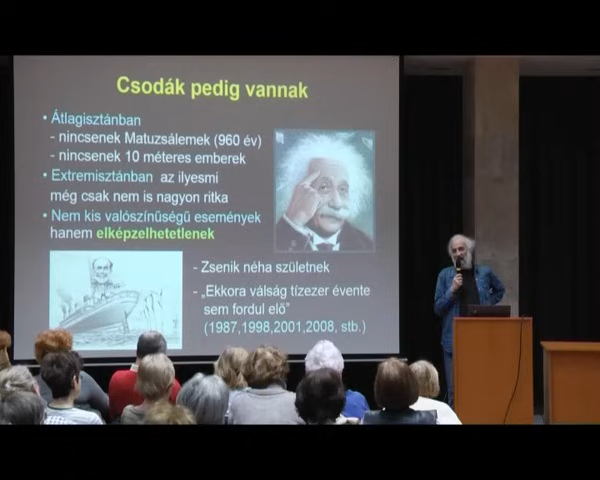 Csodák pedig vannak
• Átlagisztánban
- nincsenek Matuzsálemek (960 év)
- nincsenek 10 méteres emberek
• Extremisztánban az ilyesmi
még csak nem is nagyon ritka
• Nem kis valószínűségű események
hanem elképzelhetetlenek
- Zsenik néha születnek
- „Ekkora válság tízezer évente
sem fordul elő”
(1987,1998,2001,2008, stb.)